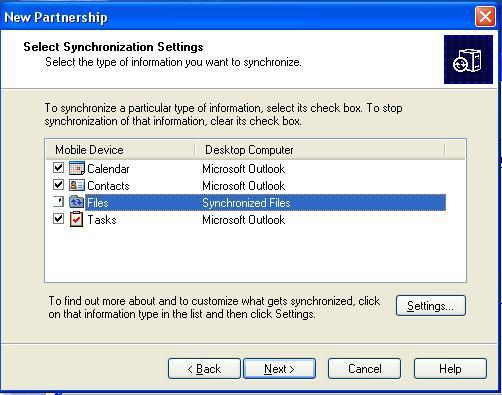 New Partnership
Select Synchronization Settings
Select the type of information you want to synchronize.
To synchronize a particular type of information, select its check box. To stop
synchronization of that information, clear its check box.
Mobile Device Desktop Computer
Calendar Microsoft Outlook
Contacts Microsoft Outlook
Files Synchronized Files
Tasks Microsoft Outlook
To find out more about and to customize what gets synchronized, click
on that information type in the list and then click Settings.
Settings...
< Back Next > Cancel Help